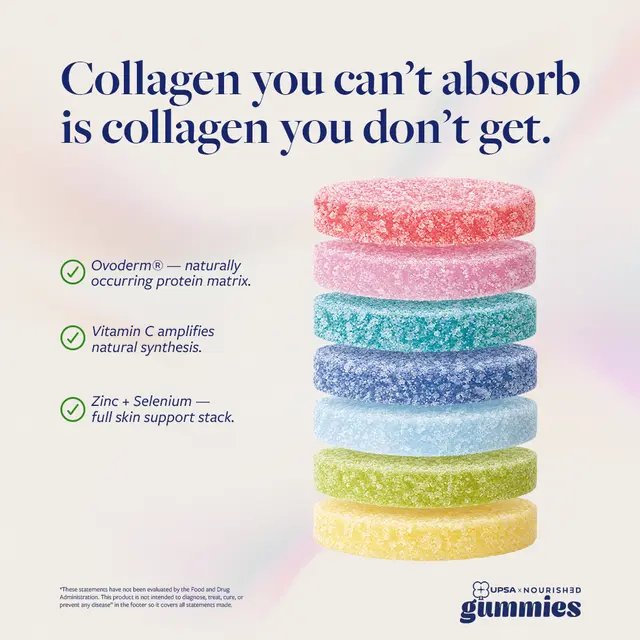 Collagen you can’t absorb
is collagen you don’t get.
Ovoderm® — naturally
occurring protein matrix.
Vitamin C amplifies
natural synthesis.
Zinc + Selenium —
full skin support stack.
*These statements have not been evaluated by the Food and Drug
Administration. This product is not intended to diagnose, treat, cure, or
prevent any disease" in the footer so it covers all statements made.
UPSA x NOURISH3D
gummies